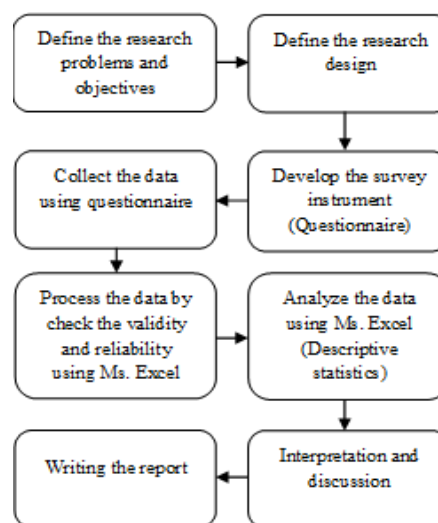 Define the research
problems and
objectives
Define the research
design
Develop the survey
instrument
(Questionnaire)
Collect the data
using questionnaire
Process the data by
check the validity
and reliability
using Ms. Excel
Analyze the data
using Ms. Excel
(Descriptive
statistics)
Interpretation and
discussion
Writing the report